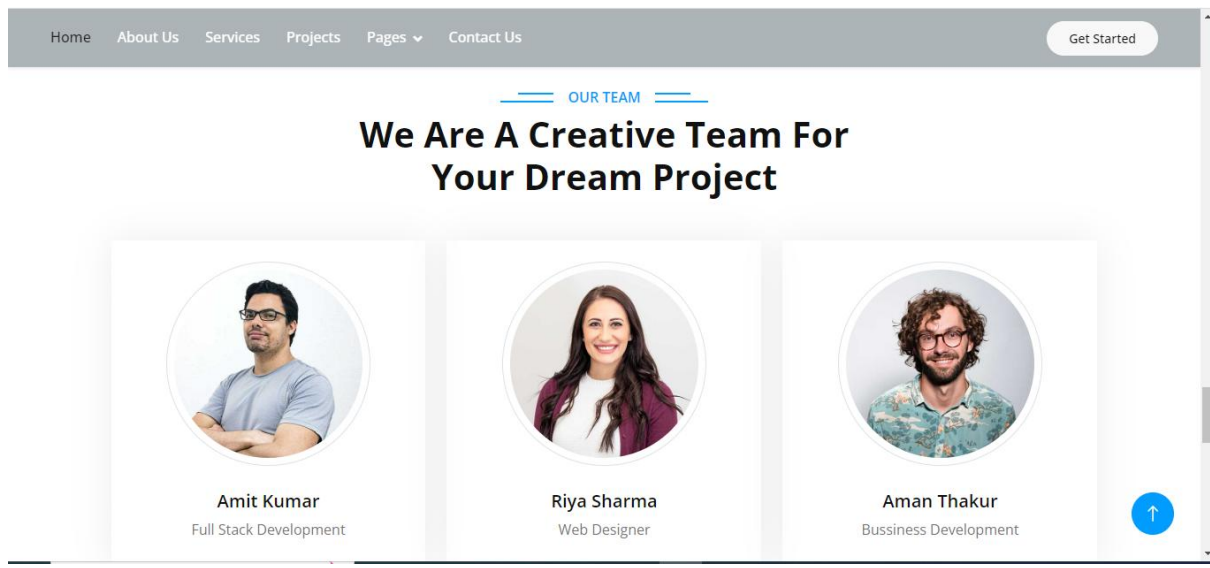 Home About Us Services Projects Pages Contact Us Get Started
OUR TEAM
We Are A Creative Team For
Your Dream Project
Amit Kumar Riya Sharma Aman Thakur
Full Stack Development Web Designer Bussiness Development